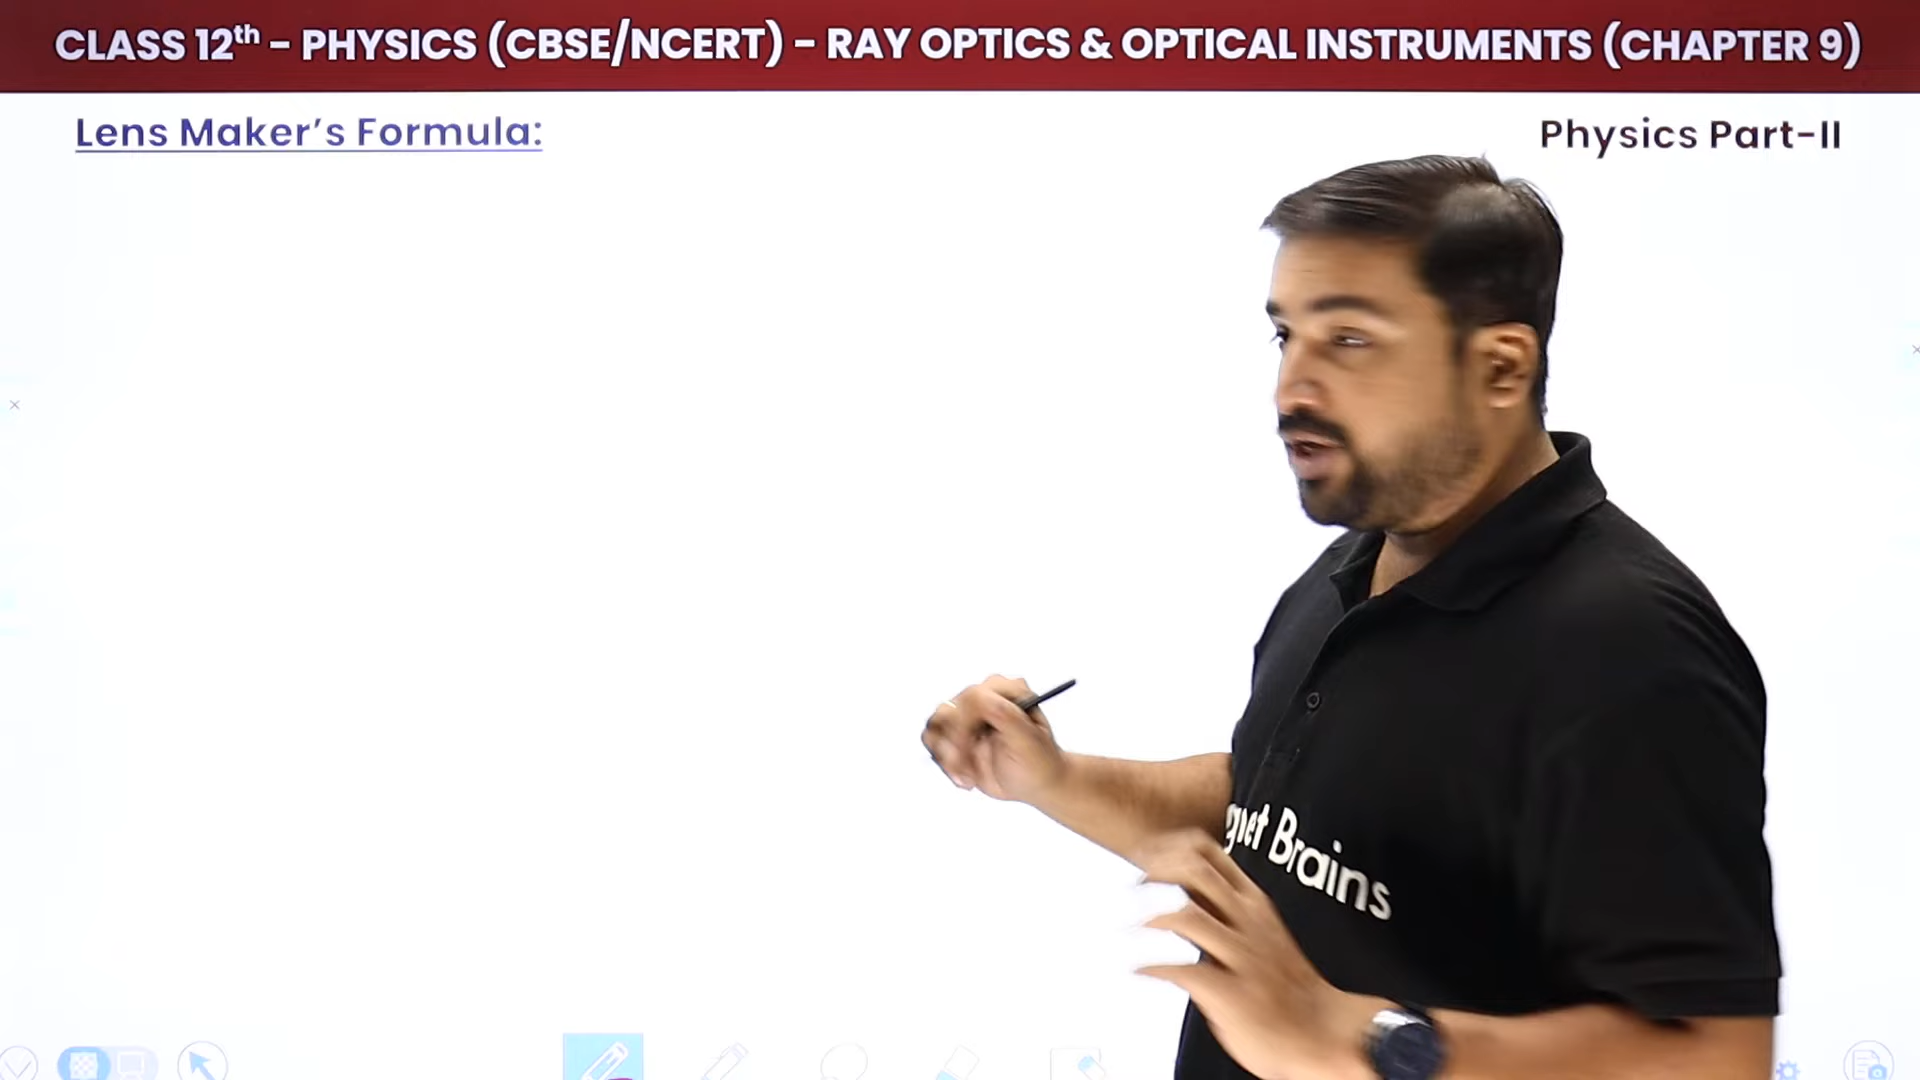 CLASS 12th - PHYSICS (CBSE/NCERT) - RAY OPTICS & OPTICAL INSTRUMENTS (CHAPTER 9)
Lens Maker's Formula:
Physics Part-II
Brains